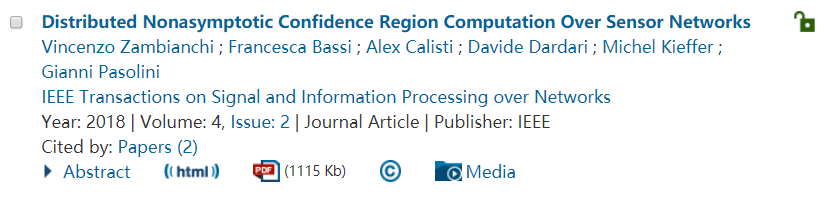 Distributed Nonasymptotic Confidence Region Computation Over Sensor Networks
Vincenzo Zambianchi ; Francesca Bassi ; Alex Calisti ; Davide Dardari ; Michel Kieffer ;
Gianni Pasolini
IEEE Transactions on Signal and Information Processing over Networks
Year: 2018 | Volume: 4, Issue: 2 | Journal Article | Publisher: IEEE
Cited by: Papers (2)
Abstract ((html)) PDF (1115 Kb) © Media